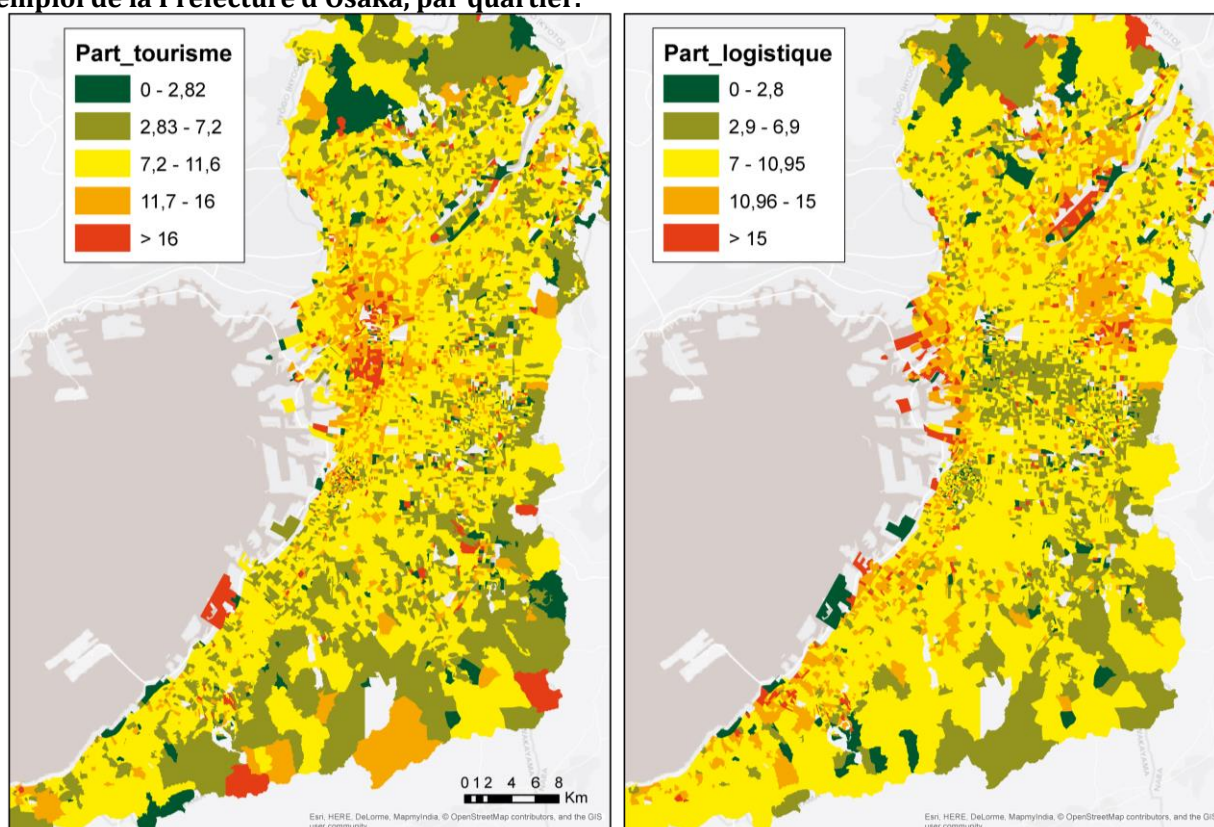 emploi de la Préfecture d'Osaka, par quartier.
Part_tourisme
0 - 2,82
2,83 - 7,2
7,2 - 11,6
11,7 - 16
> 16
0 1 2 4 6 8
Km
Esri, HERE, DeLorme, MapmyIndia, © OpenStreetMap contributors, and the GIS
user community
Part_logistique
0 - 2,8
2,9 - 6,9
7 - 10,95
10,96 - 15
> 15
Esri, HERE, DeLorme, MapmyIndia, © OpenStreetMap contributors, and the GIS
user community